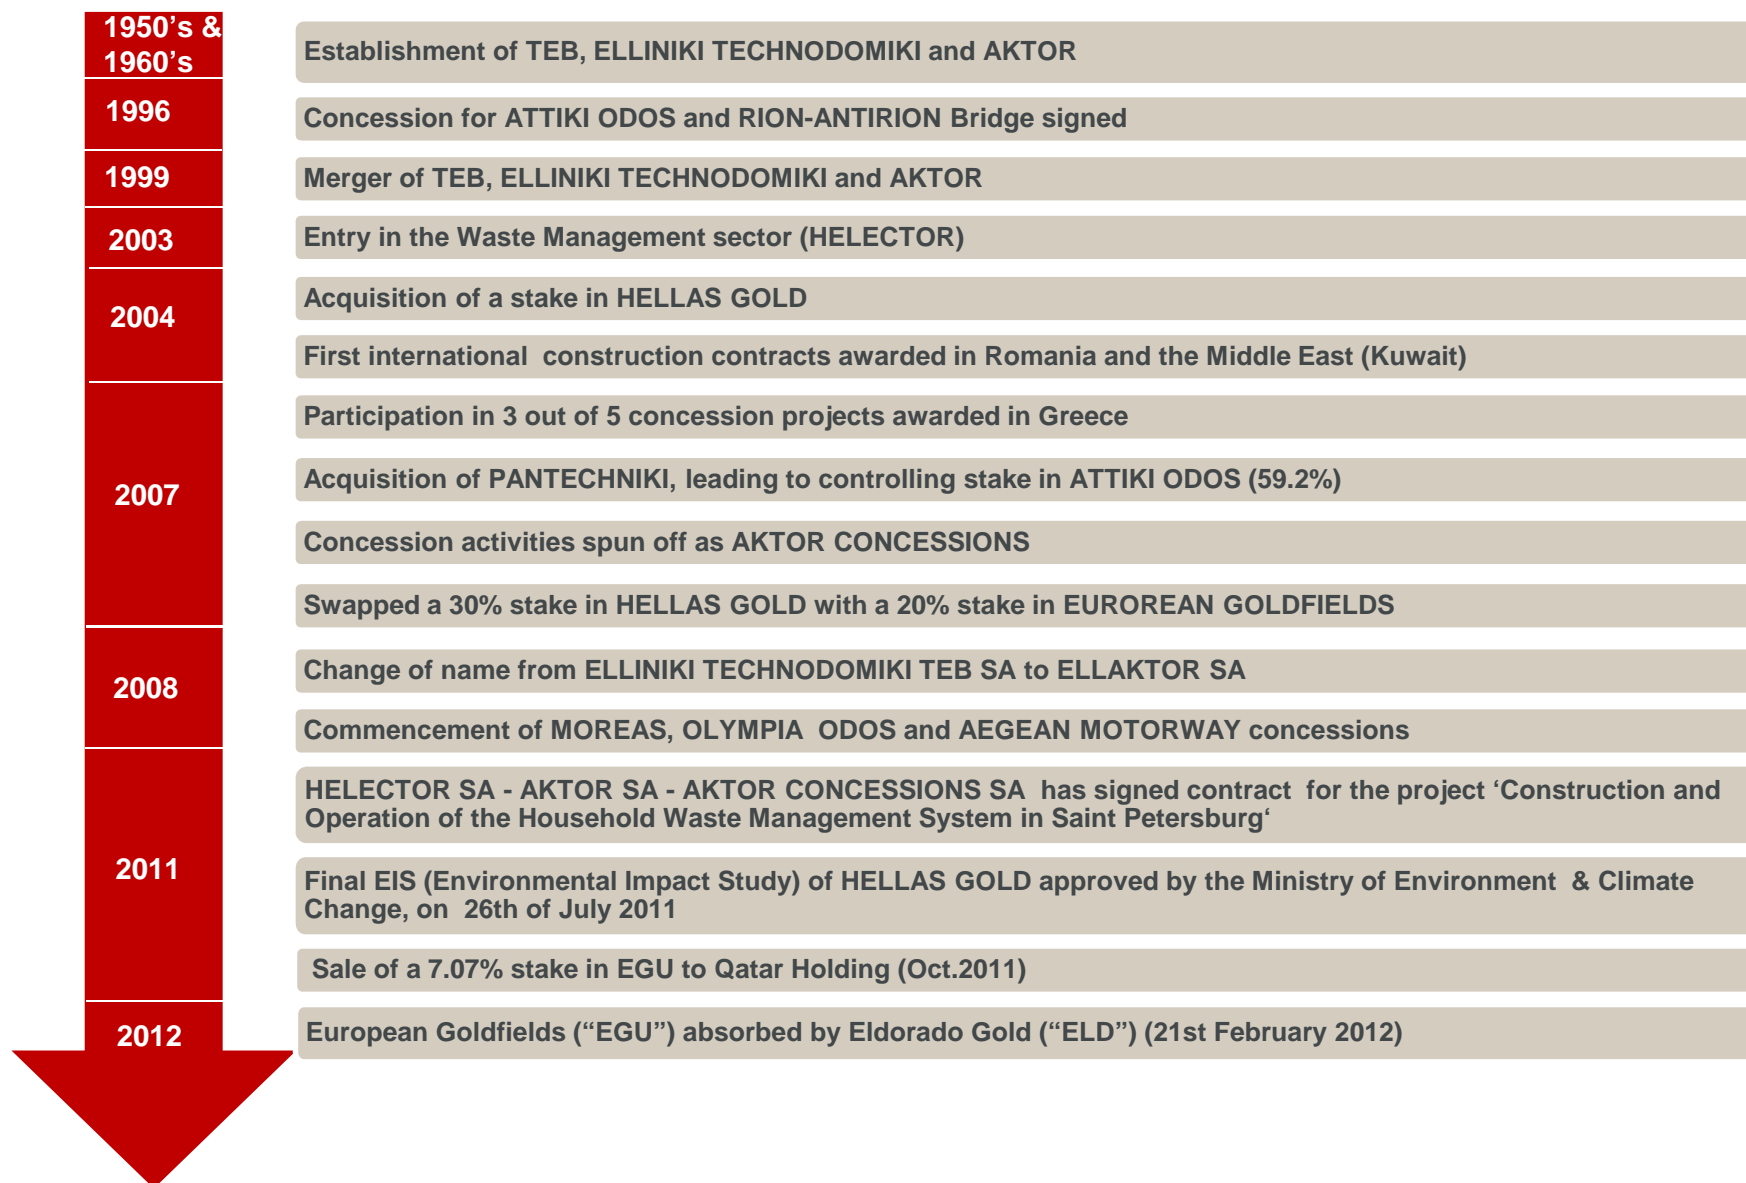 1950’s &
1960’s
Establishment of TEB, ELLINIKI TECHNODOMIKI and AKTOR
1996
Concession for ATTIKI ODOS and RION-ANTIRION Bridge signed
1999
Merger of TEB, ELLINIKI TECHNODOMIKI and AKTOR
2003
Entry in the Waste Management sector (HELECTOR)
2004
Acquisition of a stake in HELLAS GOLD
First international  construction contracts awarded in Romania and the Middle East (Kuwait)
2007
Participation in 3 out of 5 concession projects awarded in Greece
Acquisition of PANTECHNIKI, leading to controlling stake in ATTIKI ODOS (59.2%)
Concession activities spun off as AKTOR CONCESSIONS
Swapped a 30% stake in HELLAS GOLD with a 20% stake in EUROREAN GOLDFIELDS
2008
Change of name from ELLINIKI TECHNODOMIKI TEB SA to ELLAKTOR SA
Commencement of MOREAS, OLYMPIA  ODOS and AEGEAN MOTORWAY concessions
2011
HELECTOR SA - AKTOR SA - AKTOR CONCESSIONS SA  has signed contract  for the project ‘Construction and
Operation of the Household Waste Management System in Saint Petersburg‘
Final EIS (Environmental Impact Study) of HELLAS GOLD approved by the Ministry of Environment  & Climate
Change, on  26th of July 2011
Sale of a 7.07% stake in EGU to Qatar Holding (Oct.2011)
2012
European Goldfields (“EGU”) absorbed by Eldorado Gold (“ELD”) (21st February 2012)